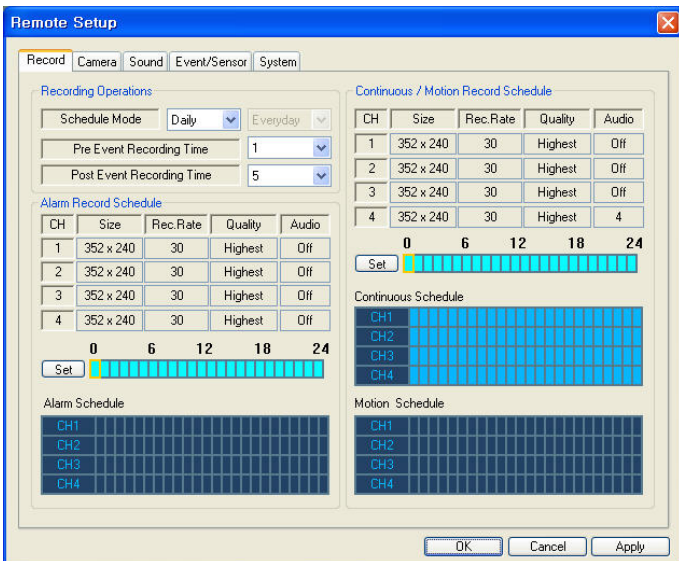 Remote Setup
Record Camera Sound Event/Sensor System
Recording Operations
Schedule Mode Daily Everyday
Pre Event Recording Time 1
Post Event Recording Time 5
Alarm Record Schedule
CH Size Rec.Rate Quality Audio
1 352 x 240 30 Highest Off
2 352 x 240 30 Highest Off
3 352 x 240 30 Highest Off
4 352 x 240 30 Highest Off
0 6 12 18 24
Set
Alarm Schedule
CH1
CH2
CH3
CH4
Continuous / Motion Record Schedule
CH Size Rec.Rate Quality Audio
1 352 x 240 30 Highest Off
2 352 x 240 30 Highest Off
3 352 x 240 30 Highest Off
4 352 x 240 30 Highest 4
0 6 12 18 24
Set
Continuous Schedule
CH1
CH2
CH3
CH4
Motion Schedule
CH1
CH2
CH3
CH4
OK Cancel Apply